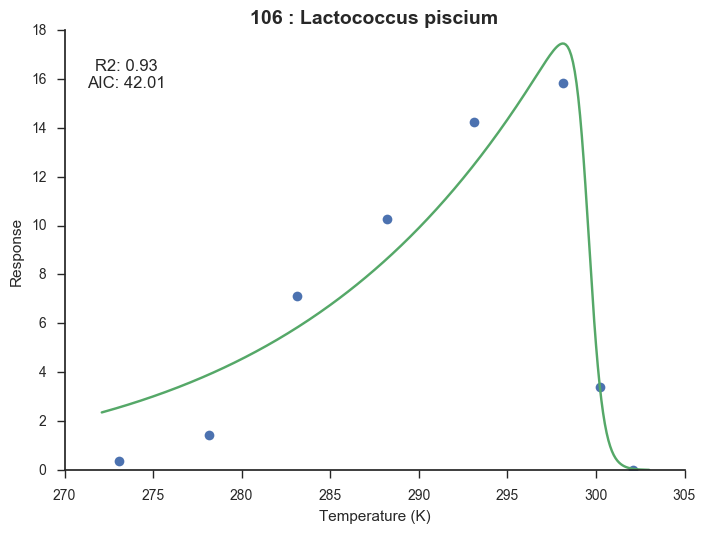 106 : Lactococcus piscium
R2: 0.93
AIC: 42.01
18
16
14
12
10
8
6
4
2
0
Response
270 275 280 285 290 295 300 305
Temperature (K)